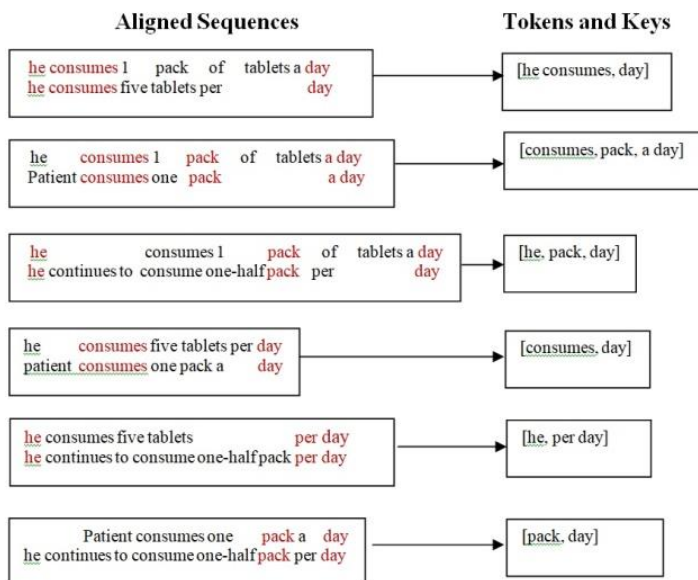 Aligned Sequences
Tokens and Keys
he consumes 1 pack of tablets a day
he consumes five tablets per day
[he consumes, day]
he consumes 1 pack of tablets a day
Patient consumes one pack a day
[consumes, pack, a day]
he consumes 1 pack of tablets a day
he continues to consume one-half pack per day
[he, pack, day]
he consumes five tablets per day
patient consumes one pack a day
[consumes, day]
he consumes five tablets per day
he continues to consume one-half pack per day
[he, per day]
Patient consumes one pack a day
he continues to consume one-half pack per day
[pack, day]